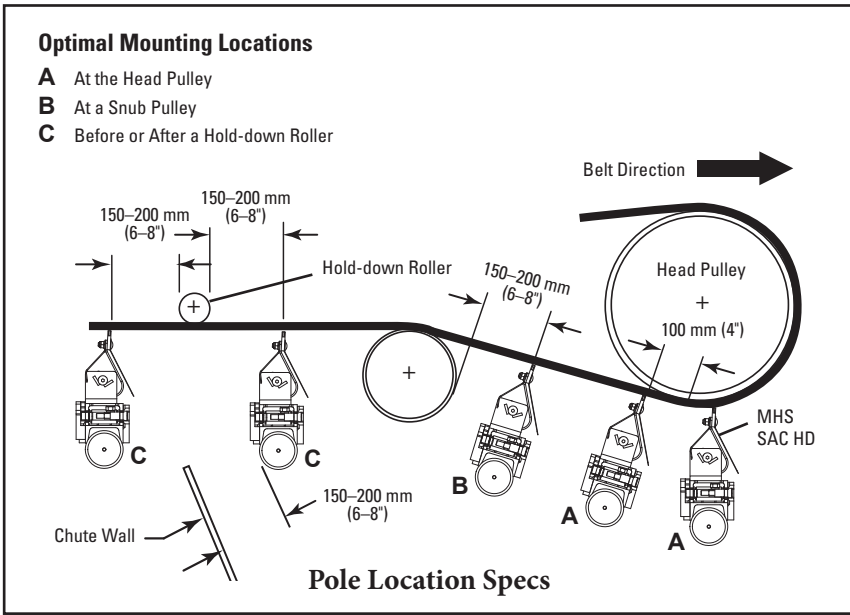 Optimal Mounting Locations
A At the Head Pulley
B At a Snub Pulley
C Before or After a Hold-down Roller
Belt Direction
150–200 mm
(6–8")
150–200 mm
(6–8")
Hold-down Roller
150–200 mm
(6–8")
Head Pulley
100 mm (4")
MHS
SAC HD
C
C
B
A
A
150–200 mm
(6–8")
Chute Wall
Pole Location Specs